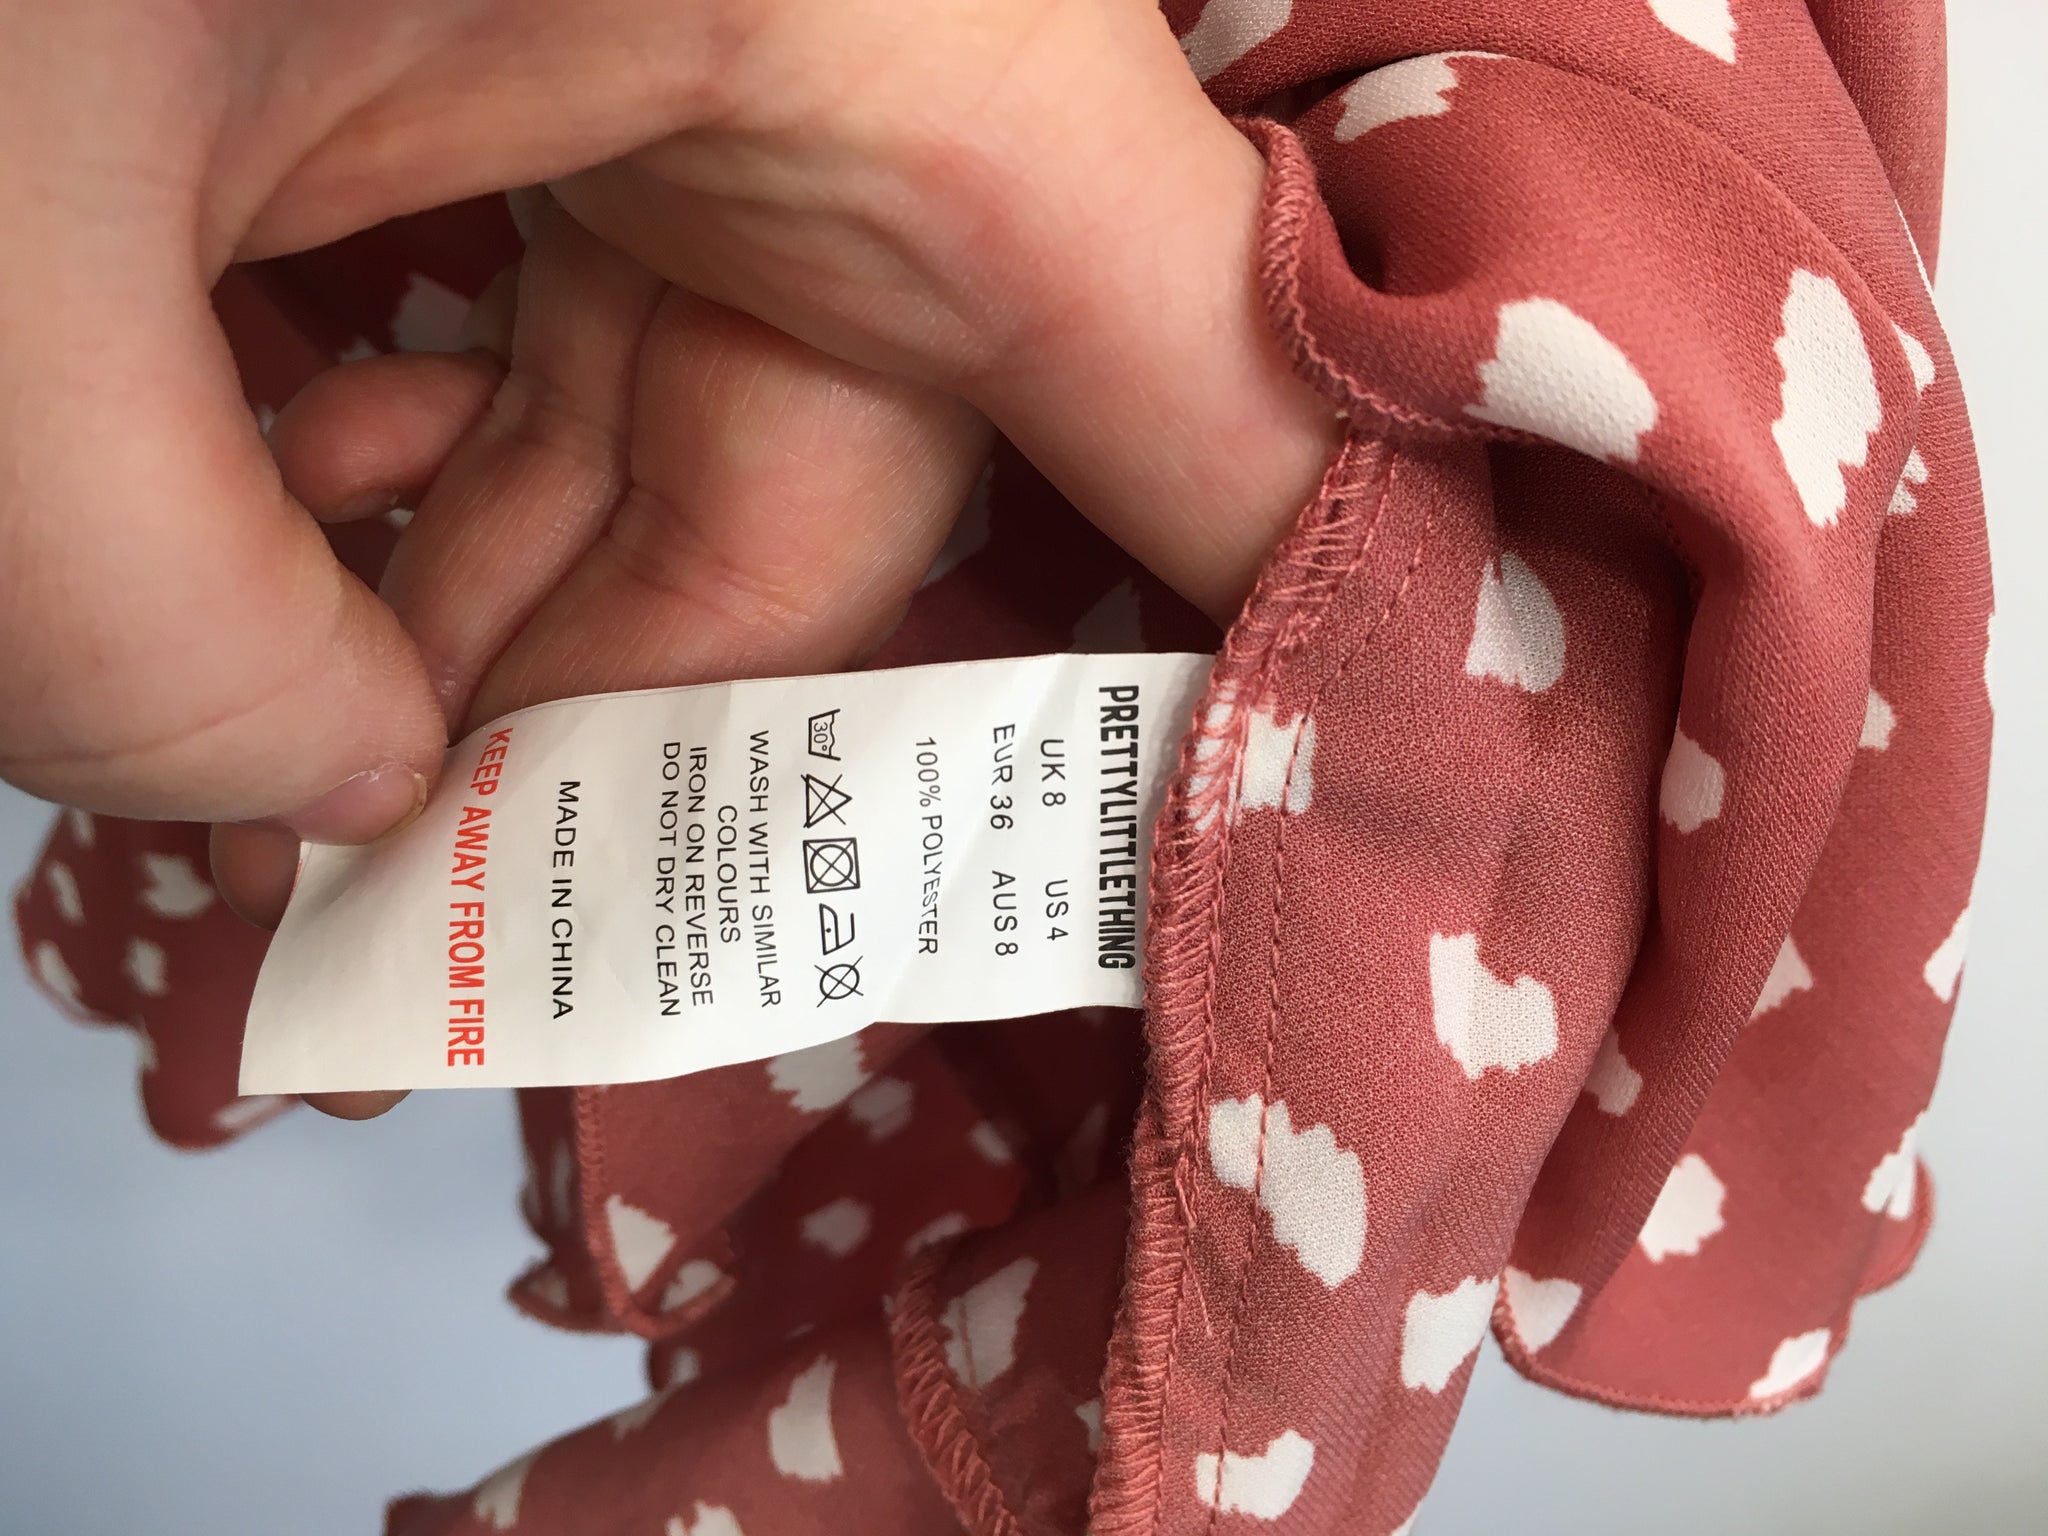 PRETTYLITTLETHING
UK 8 US 4
EUR 36 AUS 8
100% POLYESTER
30°
WASH WITH SIMILAR
COLOURS
IRON ON REVERSE
DO NOT DRY CLEAN
MADE IN CHINA
KEEP AWAY FROM FIRE